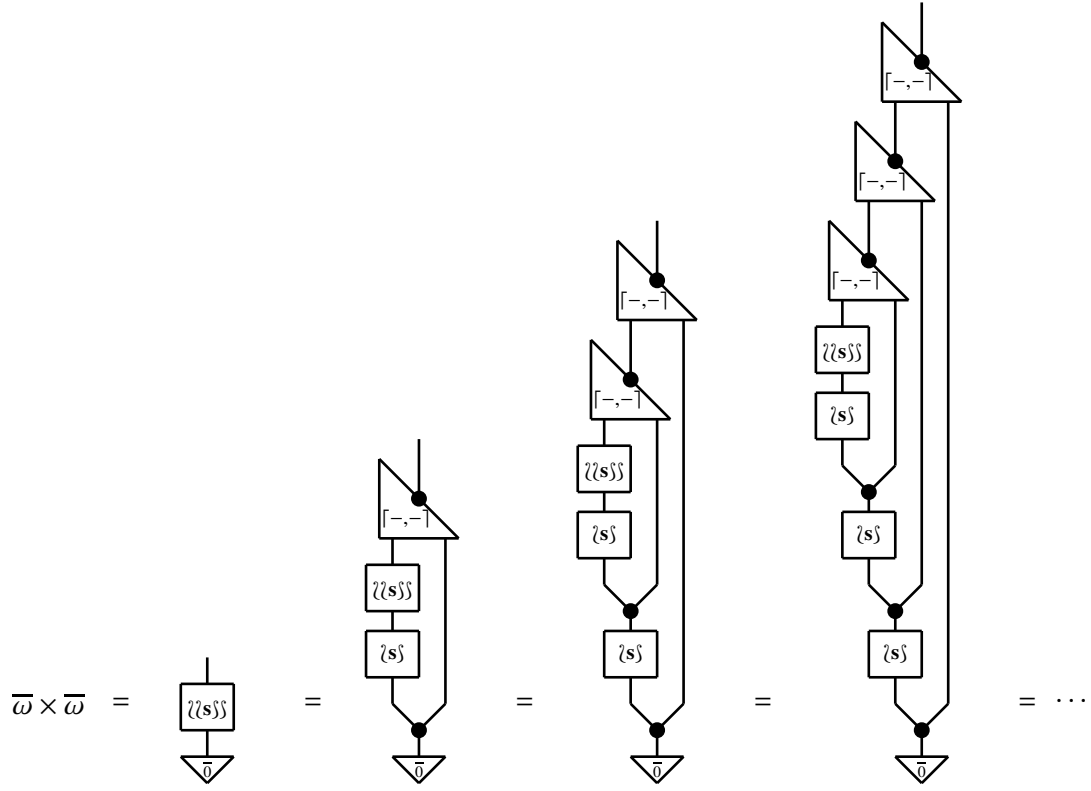 ⌈−,−⌉
⌈−,−⌉
⌈−,−⌉
⌈−,−⌉
⟅⟅s⟆⟆
⌈−,−⌉
⟅s⟆
⟅⟅s⟆⟆
⌈−,−⌉
⟅s⟆ ⟅s⟆
⟅⟅s⟆⟆
⟅s⟆ ⟅s⟆ ⟅s⟆
ω̅ × ω̅ = ⟅⟅s⟆⟆ = = = = ⋯
0̅ 0̅ 0̅ 0̅